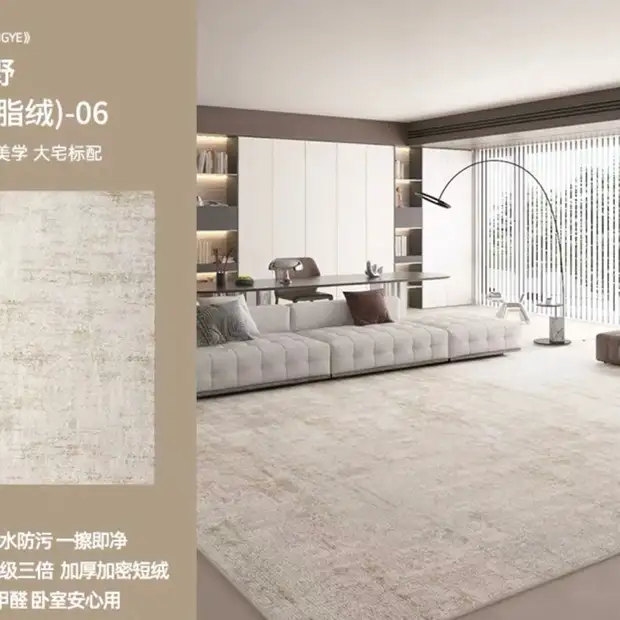 GYE》
野
脂绒)-06
美学 大宅标配
水防污 一擦即净
级三倍 加厚加密短绒
甲醛 卧室安心用